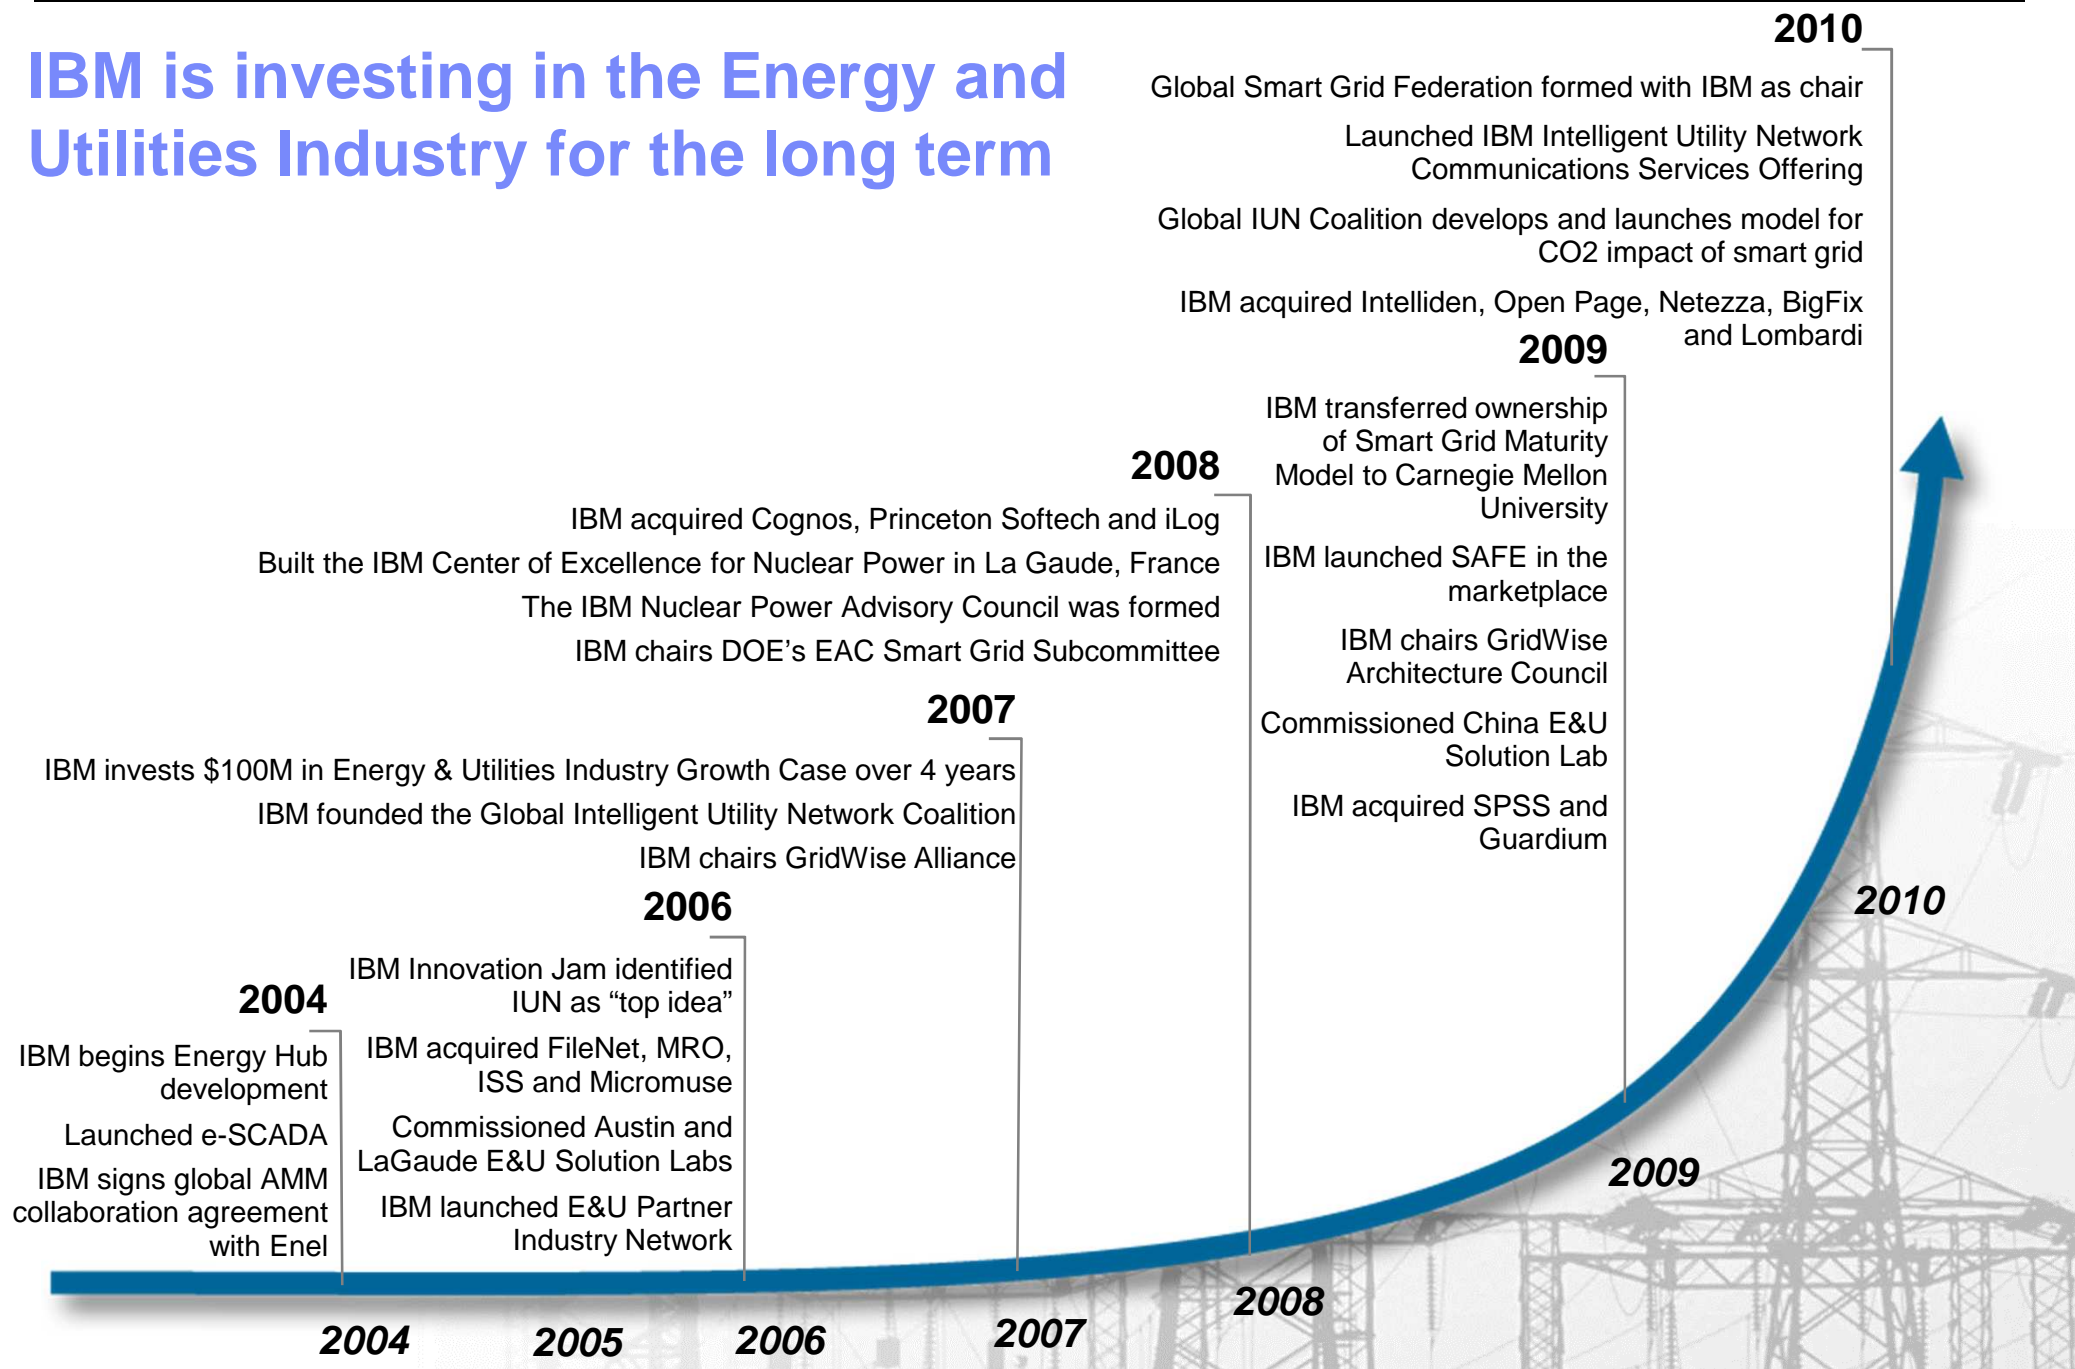 IBM is investing in the Energy and
Utilities Industry for the long term
2010
Global Smart Grid Federation formed with IBM as chair
Launched IBM Intelligent Utility Network
Communications Services Offering
Global IUN Coalition develops and launches model for
CO2 impact of smart grid
IBM acquired Intelliden, Open Page, Netezza, BigFix
and Lombardi
2009
IBM transferred ownership
of Smart Grid Maturity
Model to Carnegie Mellon
University
IBM launched SAFE in the
marketplace
IBM chairs GridWise
Architecture Council
Commissioned China E&U
Solution Lab
IBM acquired SPSS and
Guardium
2008
IBM acquired Cognos, Princeton Softech and iLog
Built the IBM Center of Excellence for Nuclear Power in La Gaude, France
The IBM Nuclear Power Advisory Council was formed
IBM chairs DOE’s EAC Smart Grid Subcommittee
2007
IBM invests $100M in Energy & Utilities Industry Growth Case over 4 years
IBM founded the Global Intelligent Utility Network Coalition
IBM chairs GridWise Alliance
2006
IBM Innovation Jam identified
IUN as “top idea”
IBM acquired FileNet, MRO,
ISS and Micromuse
Commissioned Austin and
LaGaude E&U Solution Labs
IBM launched E&U Partner
Industry Network
2004
IBM begins Energy Hub
development
Launched e-SCADA
IBM signs global AMM
collaboration agreement
with Enel
2004
2005
2006
2007
2008
2009
2010